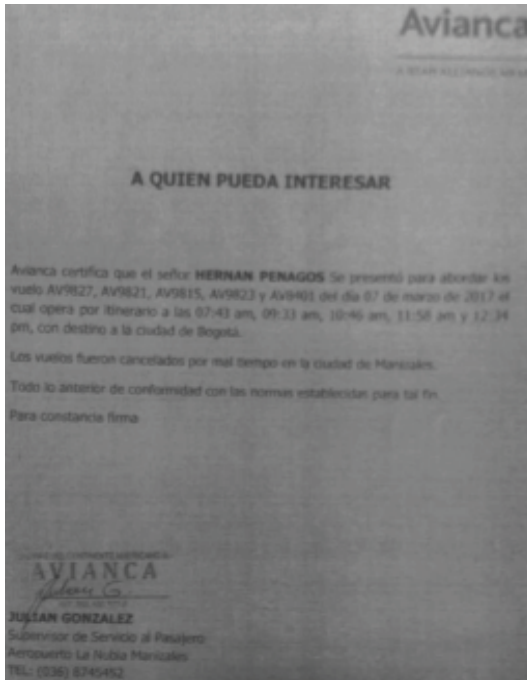 Avianca
A STAR ALLIANCE
A QUIEN PUEDA INTERESAR
Avianca certifica que el señor HERNAN PENAGOS Se presentó para abordar los
vuelo AV9827, AV9821, AV9815, AV9823 y AV8401 del día 07 de marzo de 2017 el
cual opera por itinerario a las 07:43 am, 09:33 am, 10:46 am, 11:58 am y 12:34
pm, con destino a la ciudad de Bogotá.
Los vuelos fueron cancelados por mal tiempo en la ciudad de Manizales.
Todo lo anterior de conformidad con las normas establecidas para tal fin.
Para constancia firma
AVIANCA
Julian G.
JULIAN GONZALEZ
Supervisor de Servicio al Pasajero
Aeropuerto La Nubia Manizales
TEL: (036) 8745452